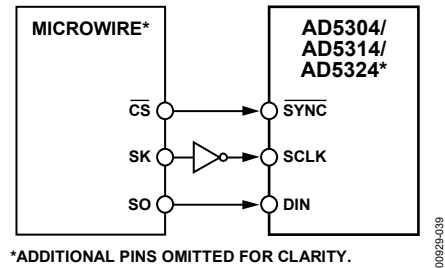 MICROWIRE*
AD5304/
AD5314/
AD5324*
CS SYNC
SK SCLK
SO DIN
*ADDITIONAL PINS OMITTED FOR CLARITY.
00929-039